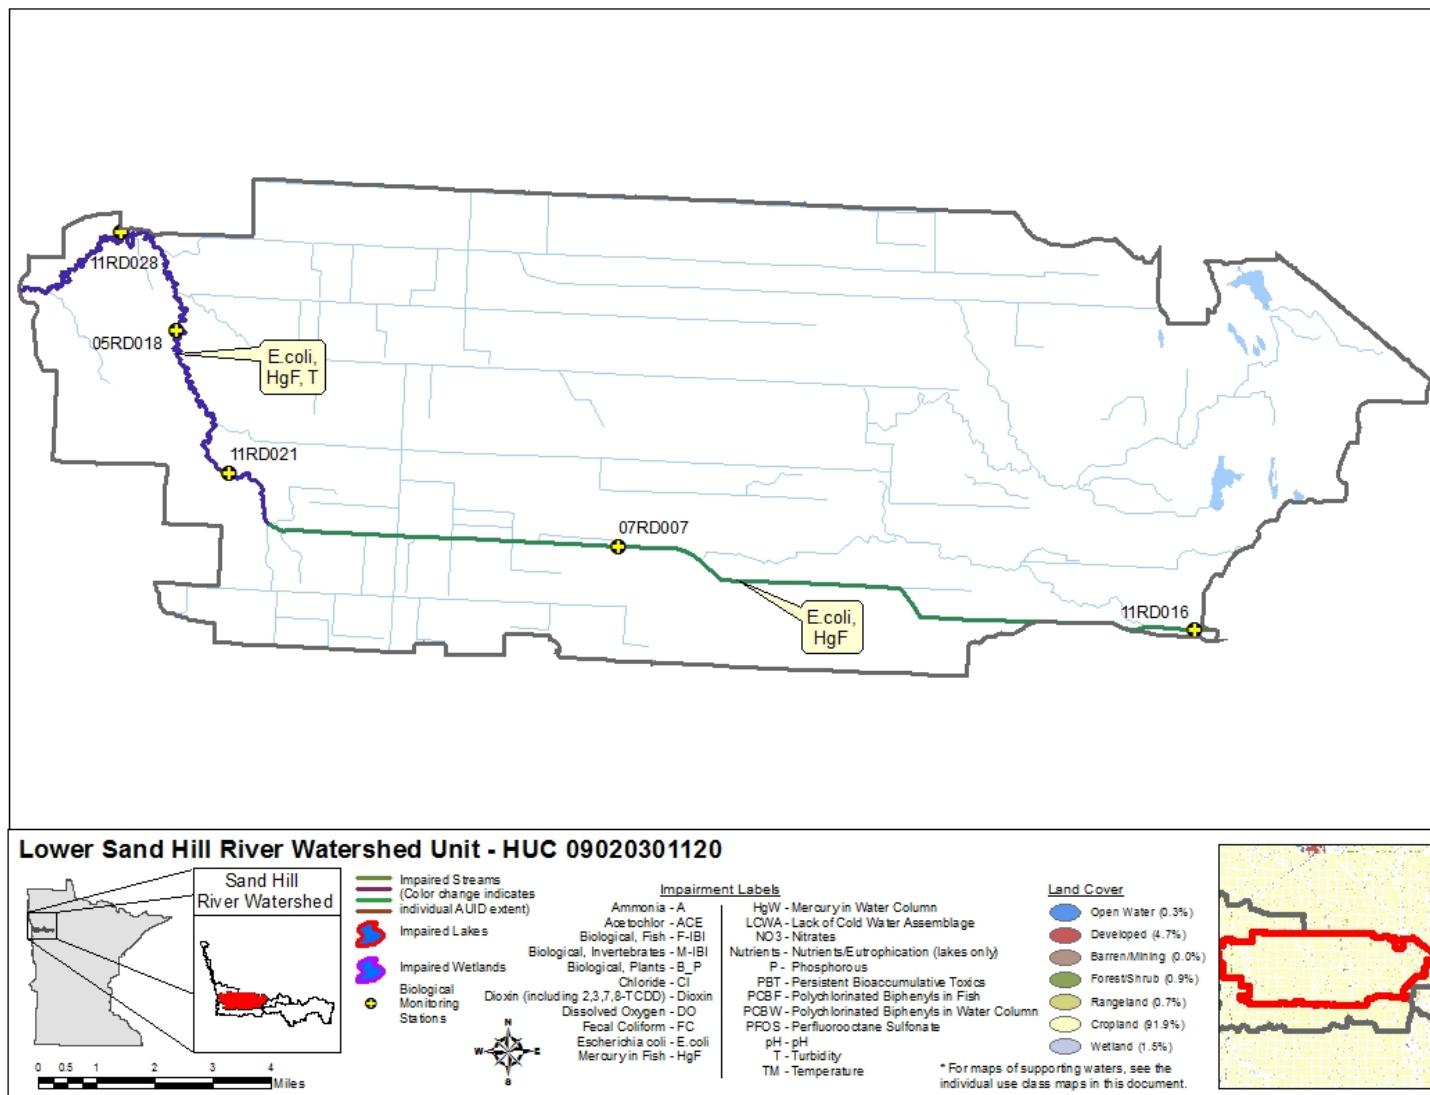 11RD028
05RD018
E.coli,
HgF, T
11RD021
07RD007
E.coli,
HgF
11RD016
Lower Sand Hill River Watershed Unit - HUC 09020301120
Sand Hill
River Watershed
0 0.5 1 2 3 4
Miles
Impaired Streams
(Color change indicates
individual AUID extent)
Impaired Lakes
Impaired Wetlands
Biological
Monitoring
Stations
Impairment Labels
Ammonia - A
Acetochlor - ACE
Biological, Fish - F-IBI
Biological, Invertebrates - M-IBI
Biological, Plants - B_P
Chloride - Cl
Dioxin (including 2,3,7,8-TCDD) - Dioxin
Dissolved Oxygen - DO
Fecal Coliform - FC
Escherichia coli - E.coli
Mercury in Fish - HgF
N
W E
S
HgW - Mercury in Water Column
LCWA - Lack of Cold Water Assemblage
NO3 - Nitrates
Nutrients - Nutrients/Eutrophication (lakes only)
P - Phosphorous
PBT - Persistent Bioaccumulative Toxics
PCBF - Polychlorinated Biphenyls in Fish
PCBW - Polychlorinated Biphenyls in Water Column
PFOS - Perfluorooctane Sulfonate
pH - pH
T - Turbidity
TM - Temperature
Land Cover
Open Water (0.3%)
Developed (4.7%)
Barren/Mining (0.0%)
Forest/Shrub (0.9%)
Rangeland (0.7%)
Cropland (91.9%)
Wetland (1.5%)
* For maps of supporting waters, see the
individual use class maps in this document.